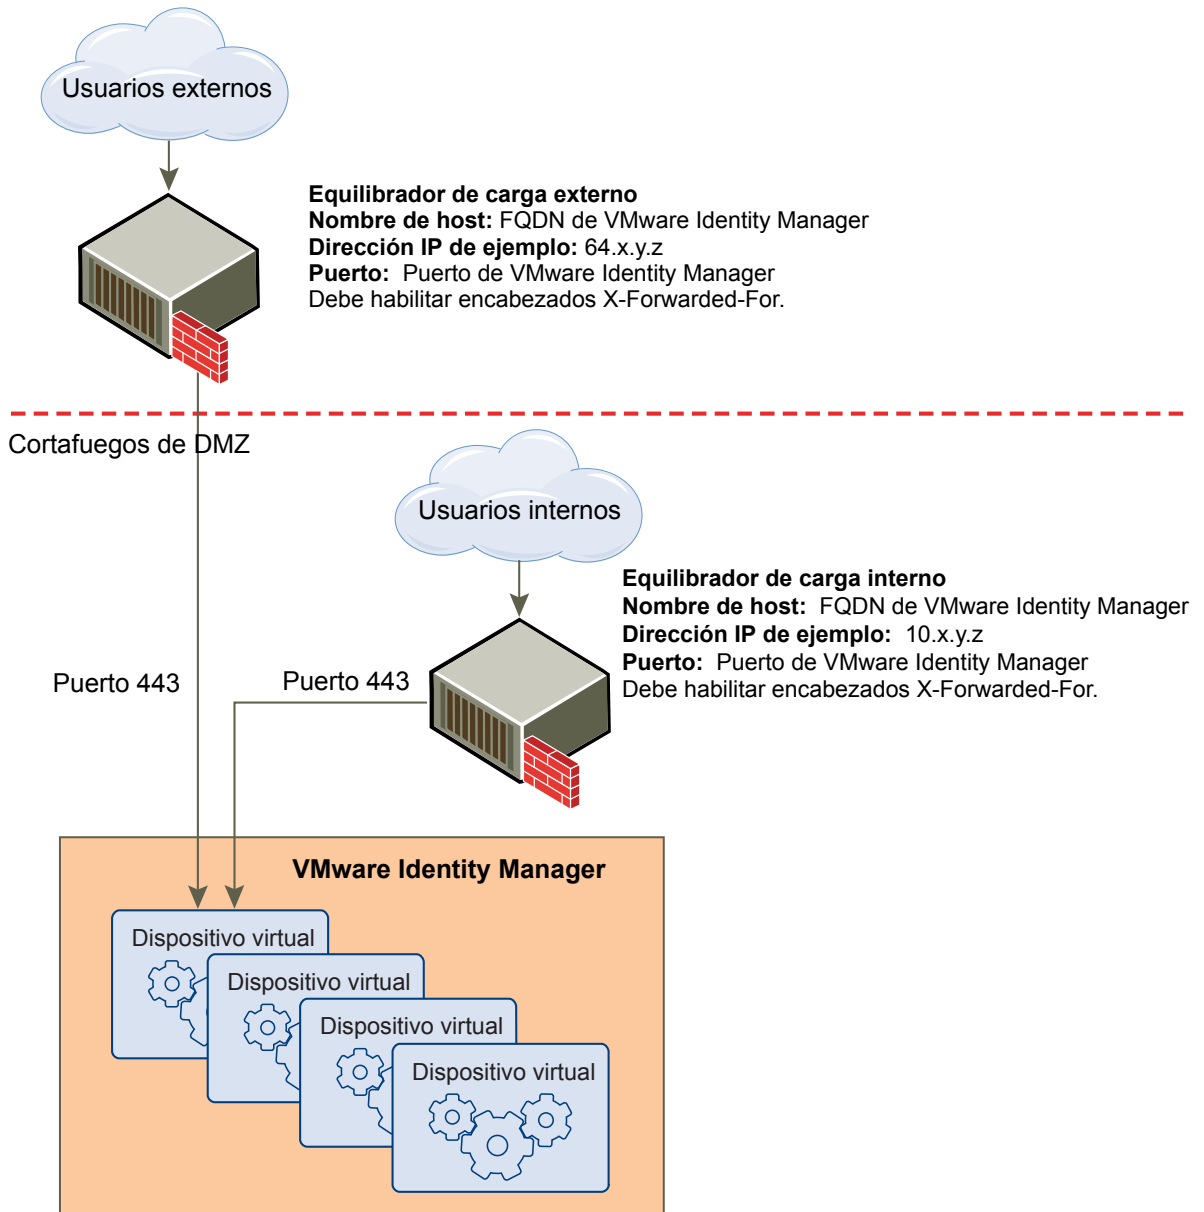 Usuarios externos
Equilibrador de carga externo
Nombre de host: FQDN de VMware Identity Manager
Dirección IP de ejemplo: 64.x.y.z
Puerto: Puerto de VMware Identity Manager
Debe habilitar encabezados X-Forwarded-For.
Cortafuegos de DMZ
Usuarios internos
Equilibrador de carga interno
Nombre de host: FQDN de VMware Identity Manager
Dirección IP de ejemplo: 10.x.y.z
Puerto: Puerto de VMware Identity Manager
Debe habilitar encabezados X-Forwarded-For.
Puerto 443
Puerto 443
VMware Identity Manager
Dispositivo virtual
Dispositivo virtual
Dispositivo virtual
Dispositivo virtual